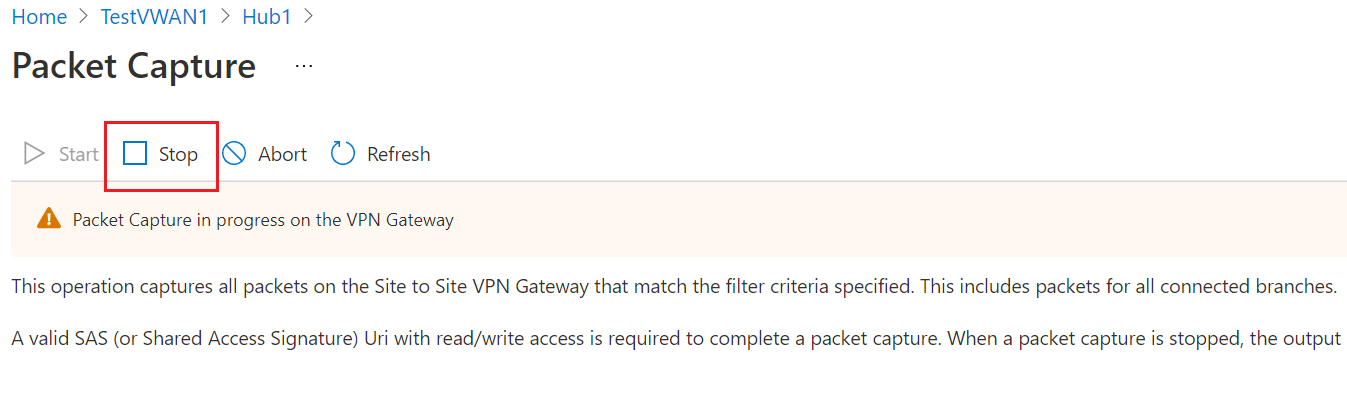 Home > TestVWAN1 > Hub1 >
Packet Capture ...
Start Stop Abort Refresh
Packet Capture in progress on the VPN Gateway
This operation captures all packets on the Site to Site VPN Gateway that match the filter criteria specified. This includes packets for all connected branches.
A valid SAS (or Shared Access Signature) Uri with read/write access is required to complete a packet capture. When a packet capture is stopped, the output